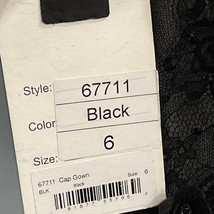 Style: 67711
Color Black
Size: 6
67711 Cap Gown Size 6
BLK Black